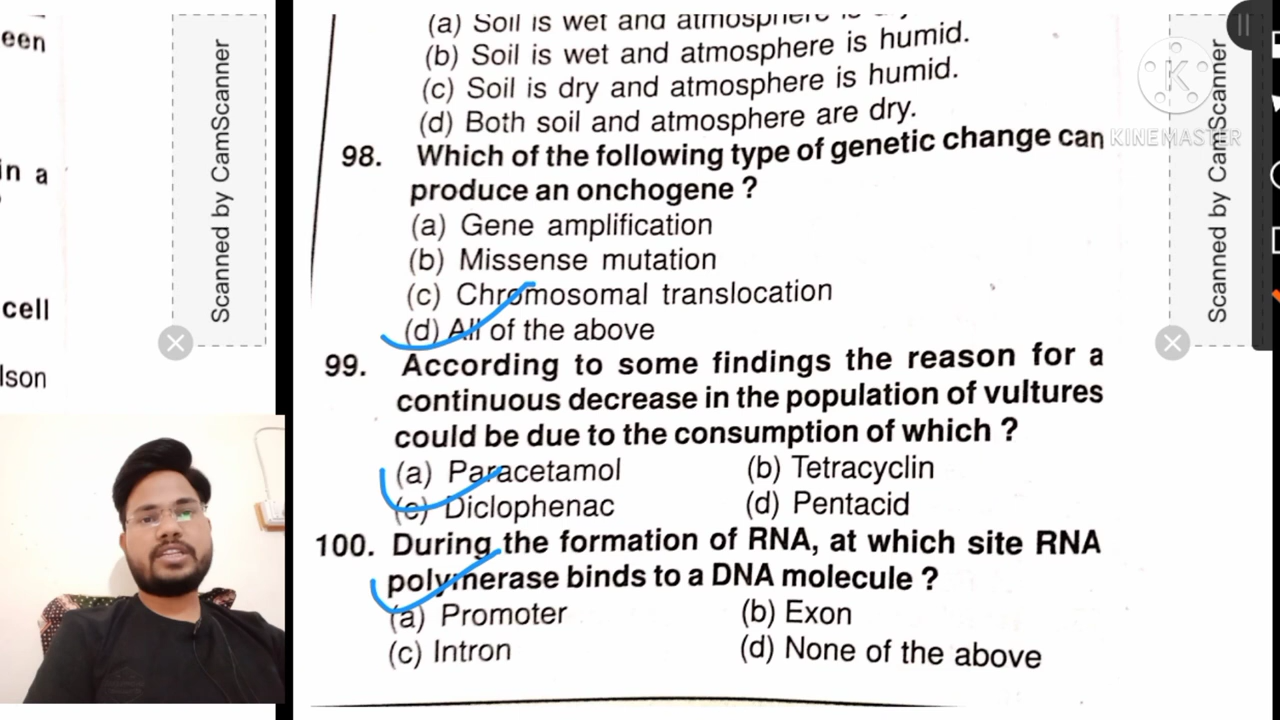 een
in a
cell
lson
Scanned by CamScanner
(a) Soil is wet and atmosphere is dry.
(b) Soil is wet and atmosphere is humid.
(c) Soil is dry and atmosphere is humid.
(d) Both soil and atmosphere are dry.
98. Which of the following type of genetic change can
produce an onchogene ?
(a) Gene amplification
(b) Missense mutation
(c) Chromosomal translocation
(d) All of the above
99. According to some findings the reason for a
continuous decrease in the population of vultures
could be due to the consumption of which ?
(a) Paracetamol (b) Tetracyclin
(c) Diclophenac (d) Pentacid
100. During the formation of RNA, at which site RNA
polymerase binds to a DNA molecule ?
(a) Promoter (b) Exon
(c) Intron (d) None of the above
K
KINEMASTER
Scanned by CamScanner